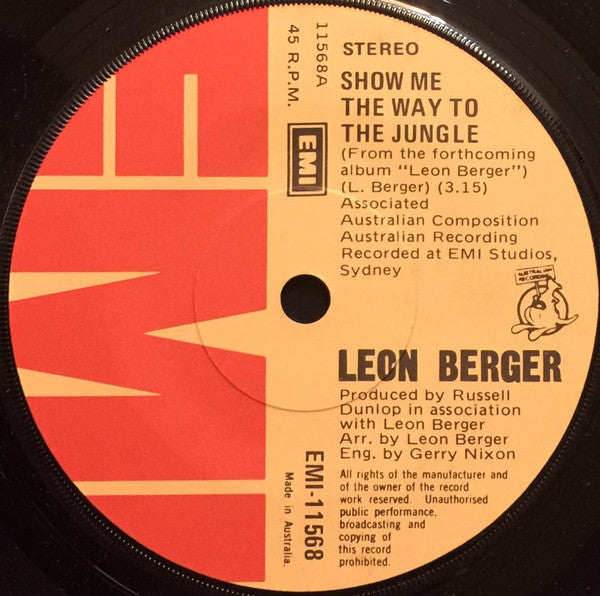 STEREO
SHOW ME
THE WAY TO
THE JUNGLE
(From the forthcoming
album "Leon Berger")
(L. Berger) (3.15)
Associated
Australian Composition
Australian Recording
Recorded at EMI Studios,
Sydney
11568A
45 R.P.M.
EMI
EMI
AUSTRALIAN
RECORDING
LEON BERGER
Produced by Russell
Dunlop in association
with Leon Berger
Arr. by Leon Berger
Eng. by Gerry Nixon
EMI-11568
Made in Australia.
All rights of the manufacturer and
of the owner of the record
work reserved. Unauthorised
public performance,
broadcasting and
copying of
this record
prohibited.